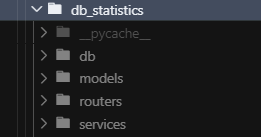 db_statistics
__pycache__
db
models
routers
services